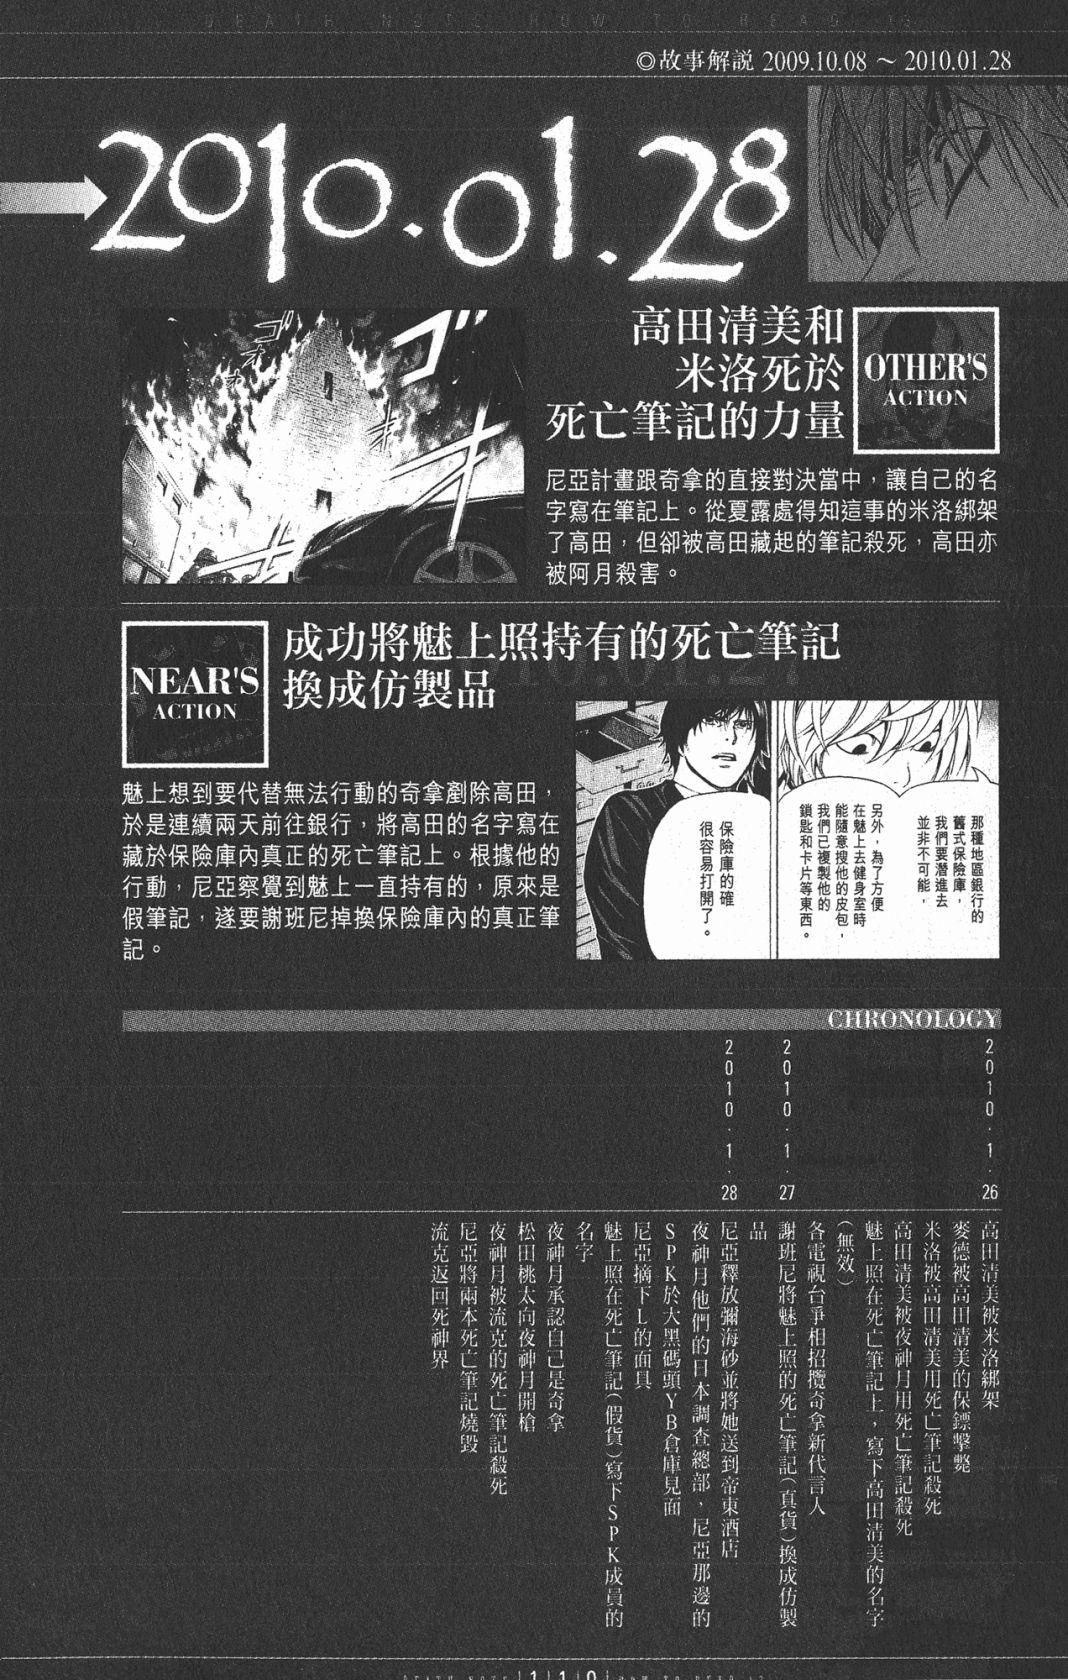 DEATH NOTE HOW TO READ 13
◎故事解説 2009.10.08 ～ 2010.01.28
2010.01.28
高田清美和
米洛死於
死亡筆記的力量
OTHER'S
ACTION
尼亞計畫跟奇拿的直接對決當中，讓自己的名
字寫在筆記上。從夏露處得知這事的米洛綁架
了高田，但卻被高田藏起的筆記殺死，高田亦
被阿月殺害。
NEAR'S
ACTION
成功將魅上照持有的死亡筆記
換成仿製品
魅上想到要代替無法行動的奇拿剷除高田，
於是連續兩天前往銀行，將高田的名字寫在
藏於保險庫內真正的死亡筆記上。根據他的
行動，尼亞察覺到魅上一直持有的，原來是
假筆記，遂要謝班尼掉換保險庫內的真正筆
記。
那種地區銀行的
舊式保險庫，
我們要潛進去
並非不可能，
另外，為了方便
在魅上去健身室時
能隨意搜他的皮包，
我們已複製他的
鎖匙和卡片等東西。
保險庫的確
很容易打開了。
CHRONOLOGY
2010.1.26
高田清美被米洛綁架
麥德被高田清美的保鏢擊斃
米洛被高田清美用死亡筆記殺死
高田清美被夜神月用死亡筆記殺死
魅上照在死亡筆記上，寫下高田清美的名字
（無效）
各電視台爭相招攬奇拿新代言人
2010.1.27
謝班尼將魅上照的死亡筆記（真貨）換成仿製
品
2010.1.28
尼亞釋放彌海砂並將她送到帝東酒店
夜神月他們的日本調查總部，尼亞那邊的
SPK於大黑碼頭YB倉庫見面
尼亞摘下L的面具
魅上照在死亡筆記（假貨）寫下SPK成員的
名字
夜神月承認自己是奇拿
松田桃太向夜神月開槍
夜神月被流克的死亡筆記殺死
尼亞將兩本死亡筆記燒毀
流克返回死神界
DEATH NOTE |1|1|0| HOW TO READ 13